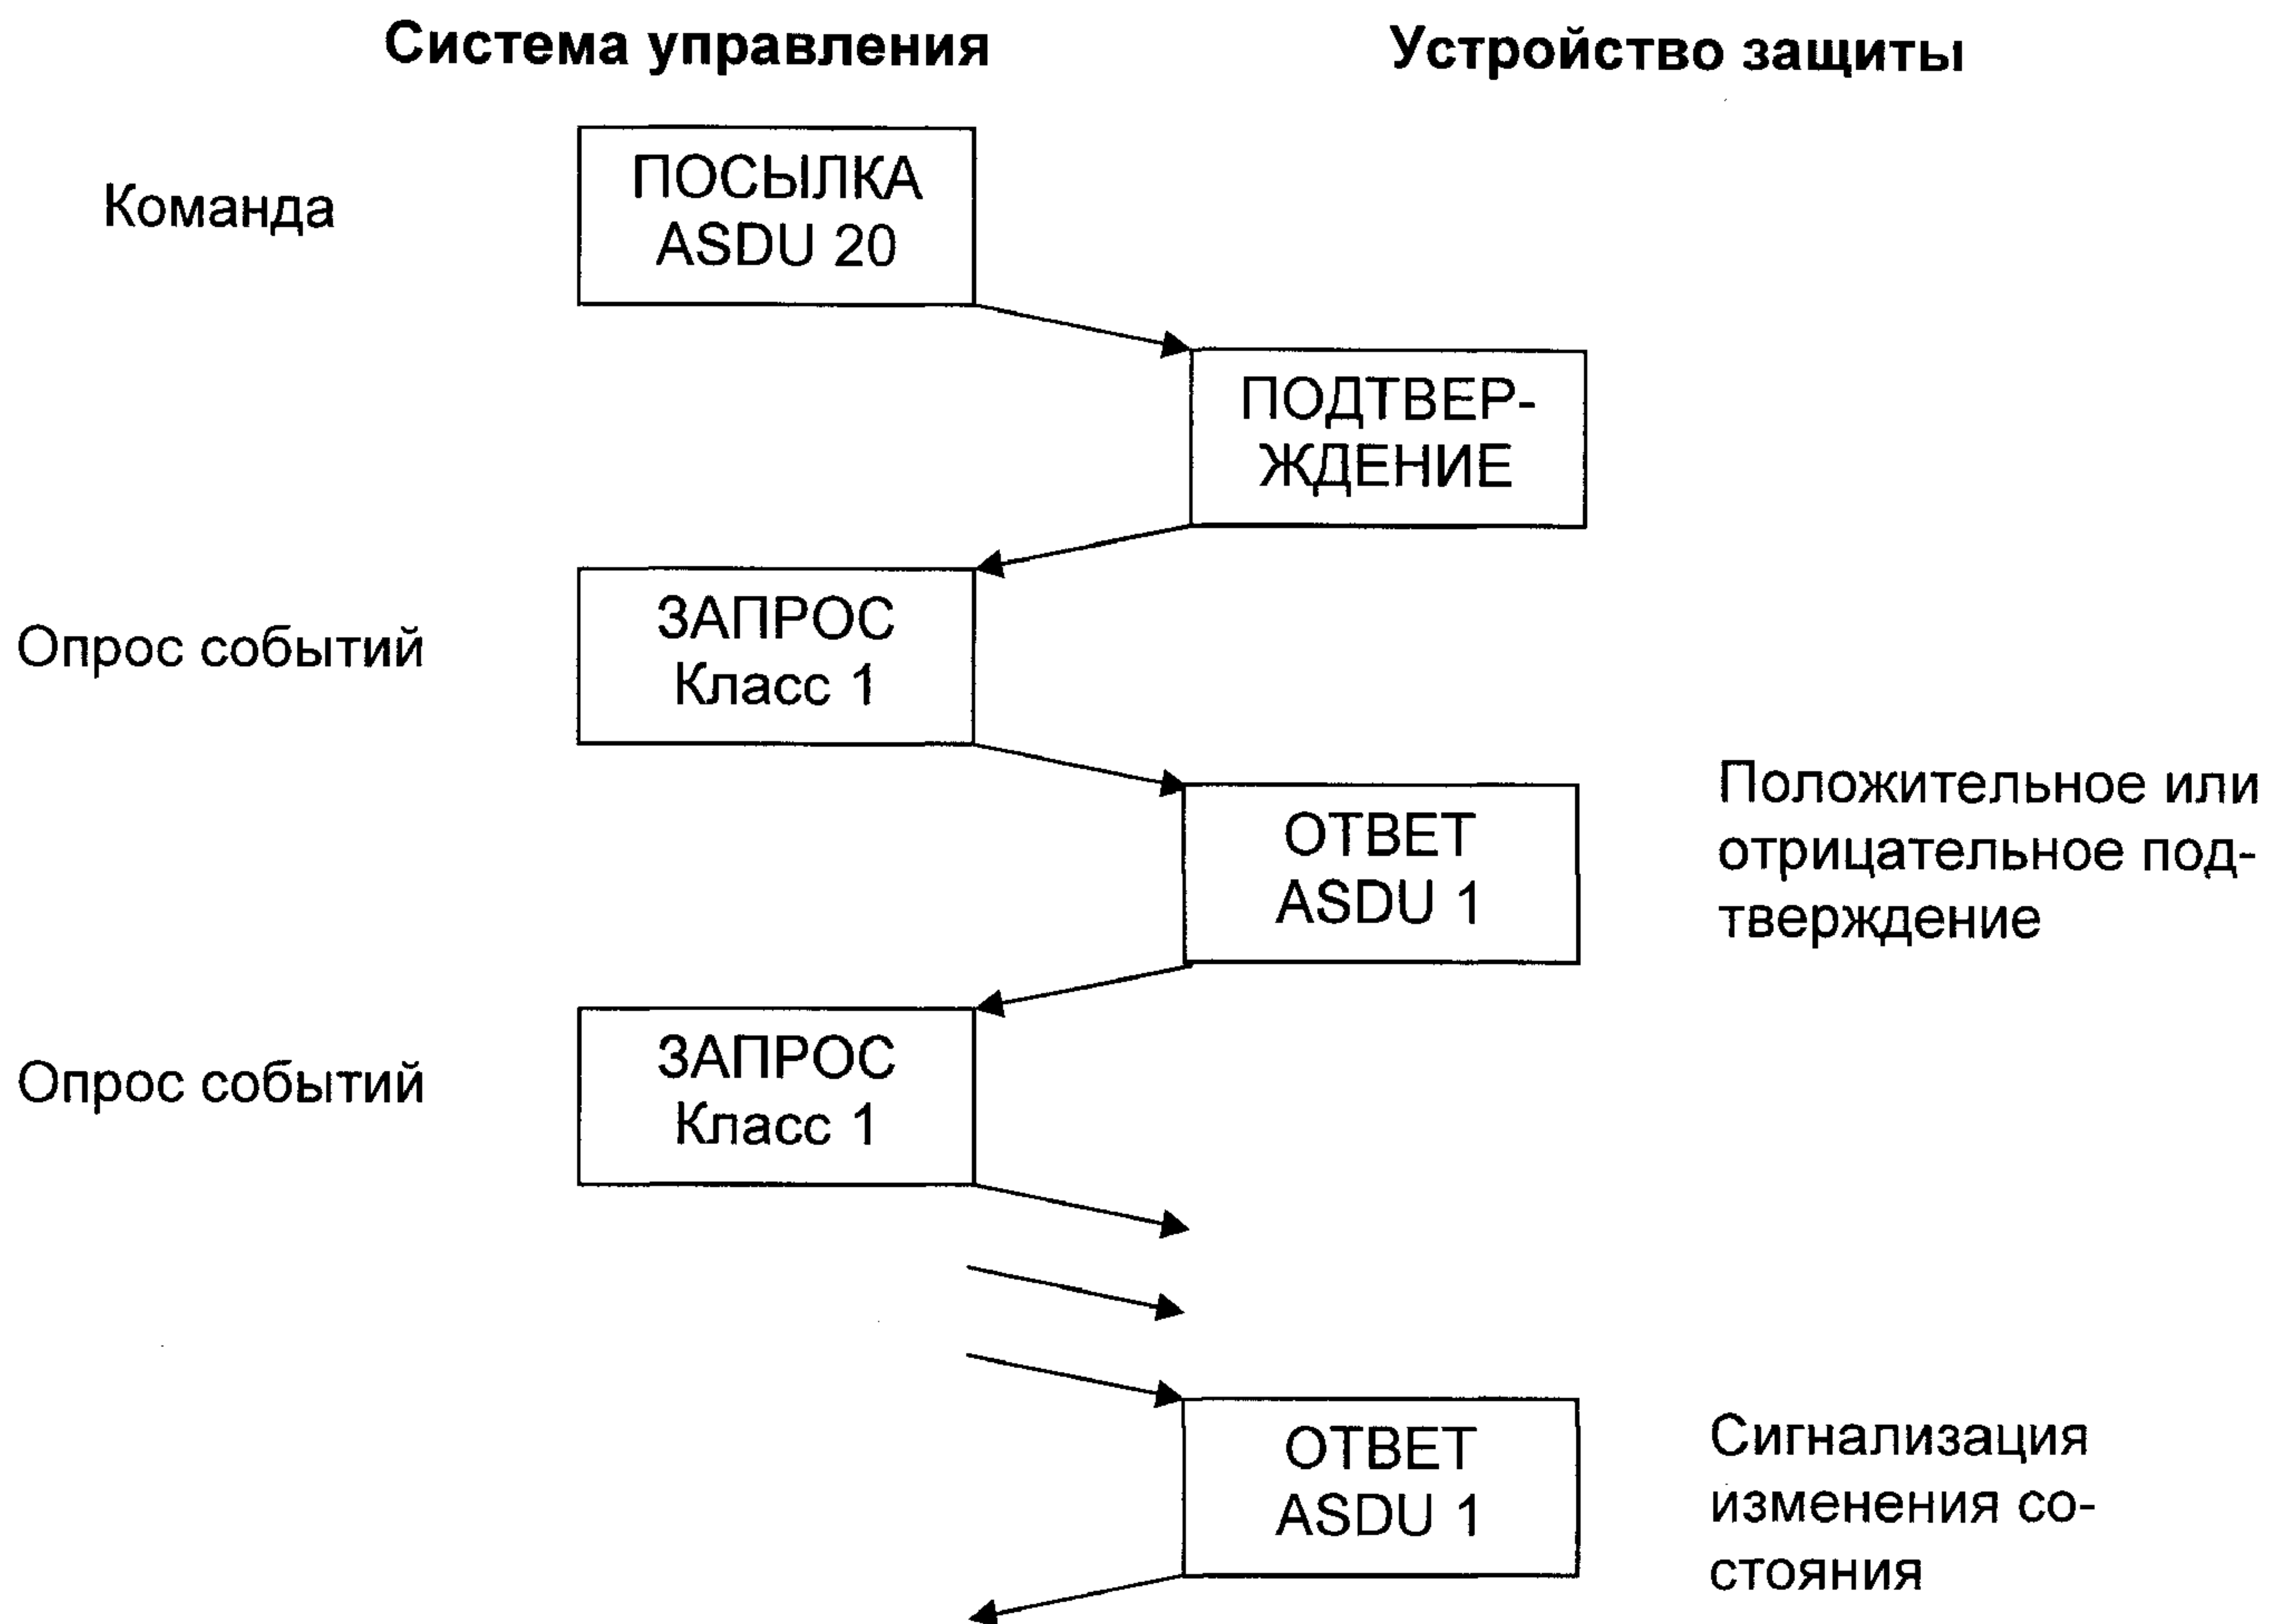 Система управления
Устройство защиты
Команда
ПОСЫЛКА
ASDU 20
ПОДТВЕР-
ЖДЕНИЕ
Опрос событий
ЗАПРОС
Класс 1
ОТВЕТ
ASDU 1
Положительное или
отрицательное под-
тверждение
Опрос событий
ЗАПРОС
Класс 1
ОТВЕТ
ASDU 1
Сигнализация
изменения со-
стояния